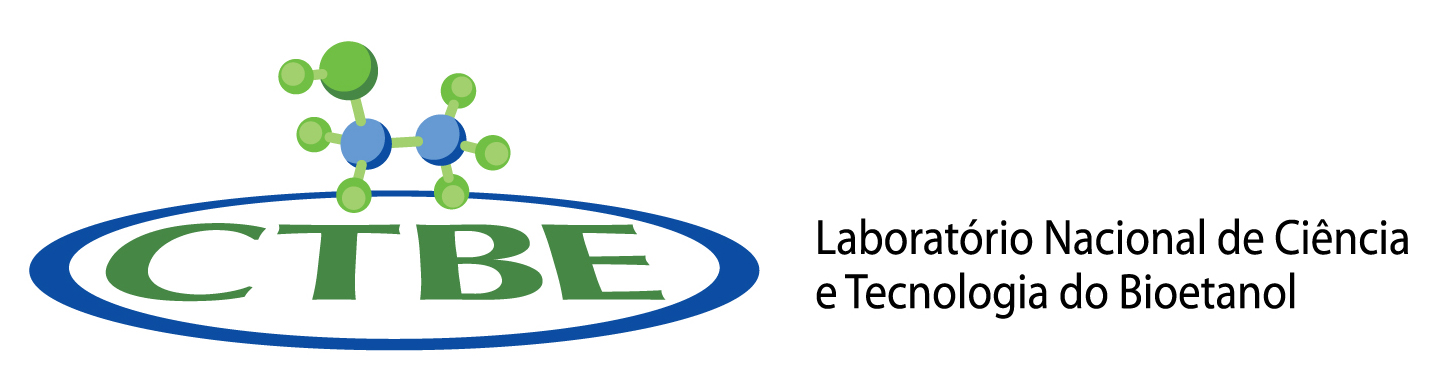 CTBE
Laboratório Nacional de Ciência
e Tecnologia do Bioetanol